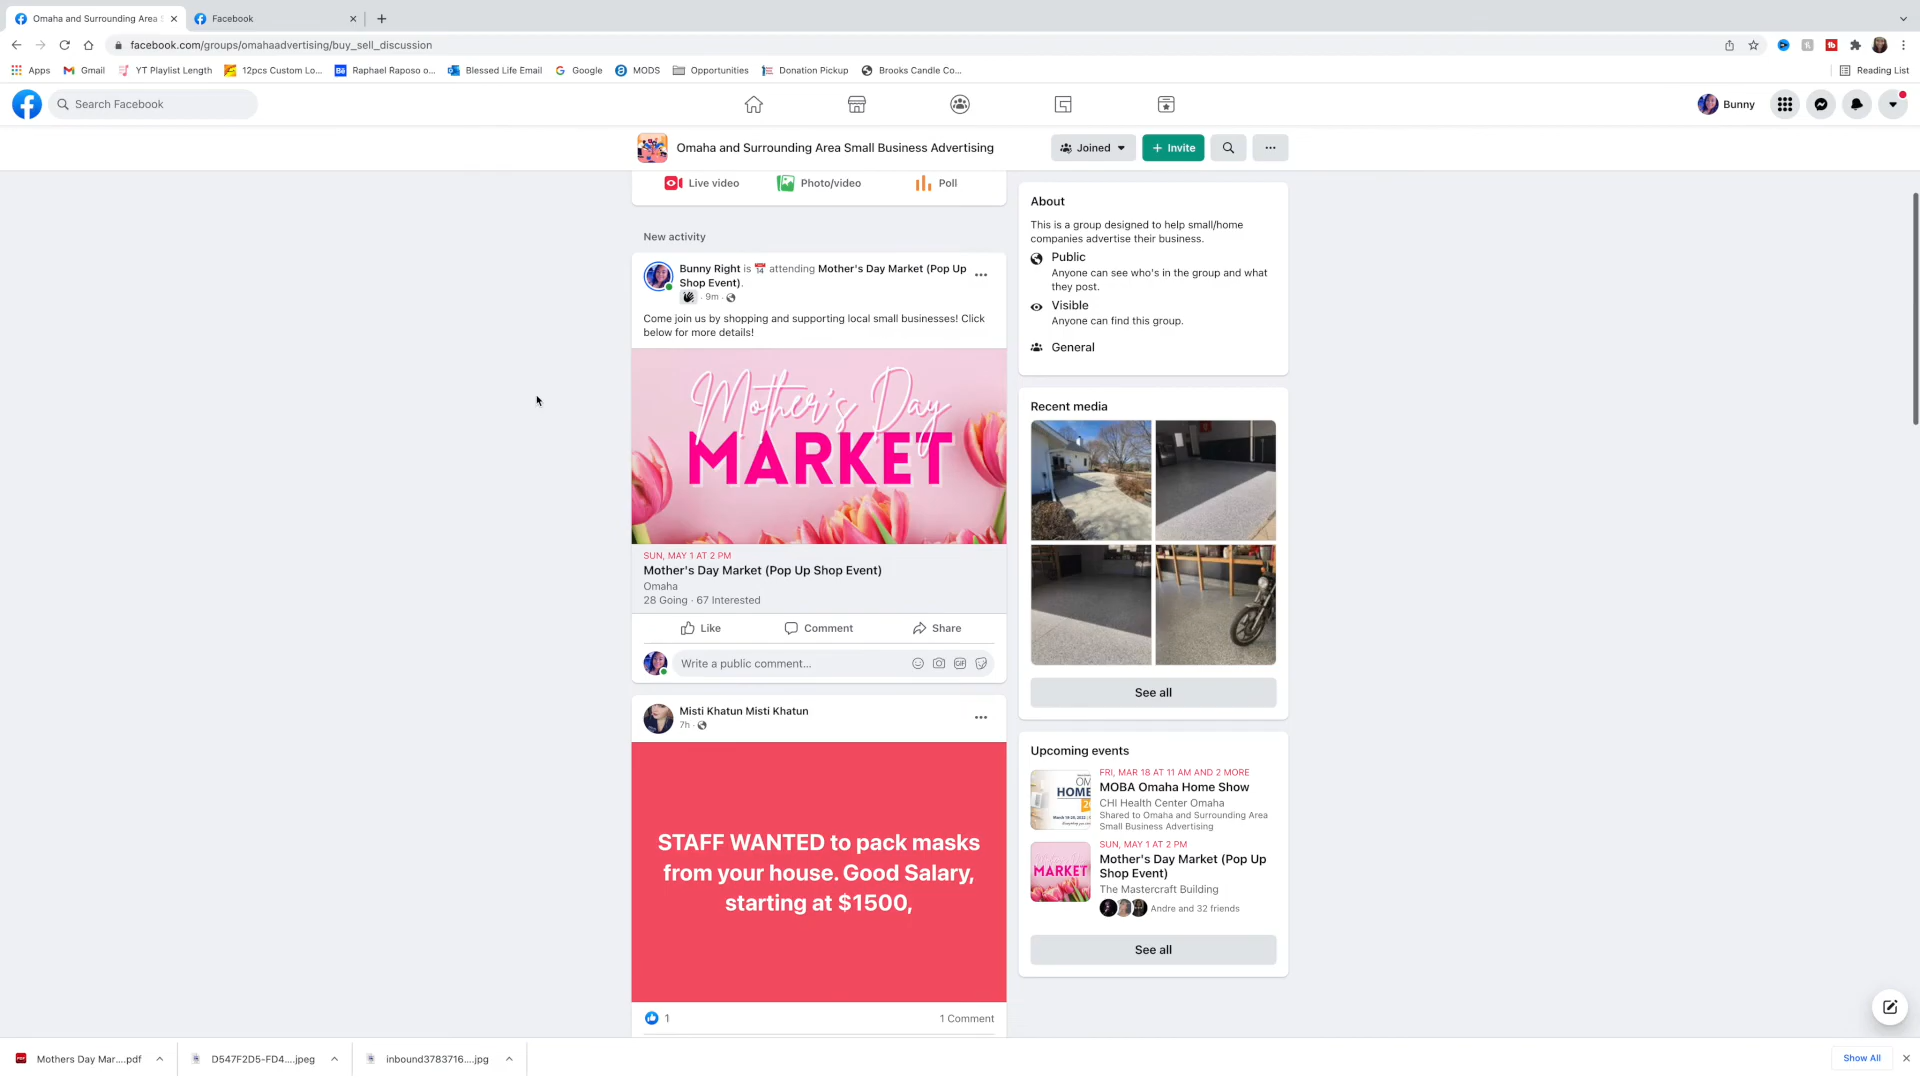 Omaha and Surrounding Area S
Facebook
facebook.com/groups/omahaadvertising/buy_sell_discussion
Apps
Gmail
YT Playlist Length
12pcs Custom Lo...
Raphael Raposo o...
Blessed Life Email
Google
MODS
Opportunities
Donation Pickup
Brooks Candle Co...
Reading List
Search Facebook
Bunny
Omaha and Surrounding Area Small Business Advertising
Joined
+ Invite
Live video
Photo/video
Poll
New activity
Bunny Right is 📅 attending Mother's Day Market (Pop Up
Shop Event).
· 9m ·
Come join us by shopping and supporting local small businesses! Click
below for more details!
Mother's Day
MARKET
SUN, MAY 1 AT 2 PM
Mother's Day Market (Pop Up Shop Event)
Omaha
28 Going · 67 Interested
Like
Comment
Share
Write a public comment...
GIF
Misti Khatun Misti Khatun
7h ·
STAFF WANTED to pack masks
from your house. Good Salary,
starting at $1500,
1
1 Comment
About
This is a group designed to help small/home
companies advertise their business.
Public
Anyone can see who's in the group and what
they post.
Visible
Anyone can find this group.
General
Recent media
See all
Upcoming events
FRI, MAR 18 AT 11 AM AND 2 MORE
MOBA Omaha Home Show
CHI Health Center Omaha
Shared to Omaha and Surrounding Area
Small Business Advertising
OM
HOME
SUN, MAY 1 AT 2 PM
Mother's Day Market (Pop Up
Shop Event)
The Mastercraft Building
Andre and 32 friends
MARKET
See all
Mothers Day Mar....pdf
D547F2D5-FD4....jpeg
inbound3783716....jpg
Show All